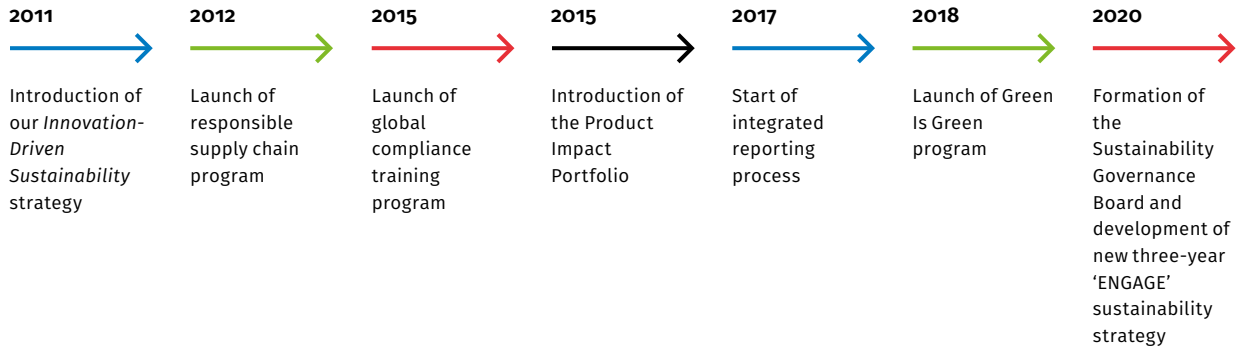 2011
Introduction of
our Innovation-
Driven
Sustainability
strategy
2012
Launch of
responsible
supply chain
program
2015
Launch of
global
compliance
training
program
2015
Introduction of
the Product
Impact
Portfolio
2017
Start of
integrated
reporting
process
2018
Launch of Green
Is Green
program
2020
Formation of
the
Sustainability
Governance
Board and
development of
new three-year
‘ENGAGE’
sustainability
strategy